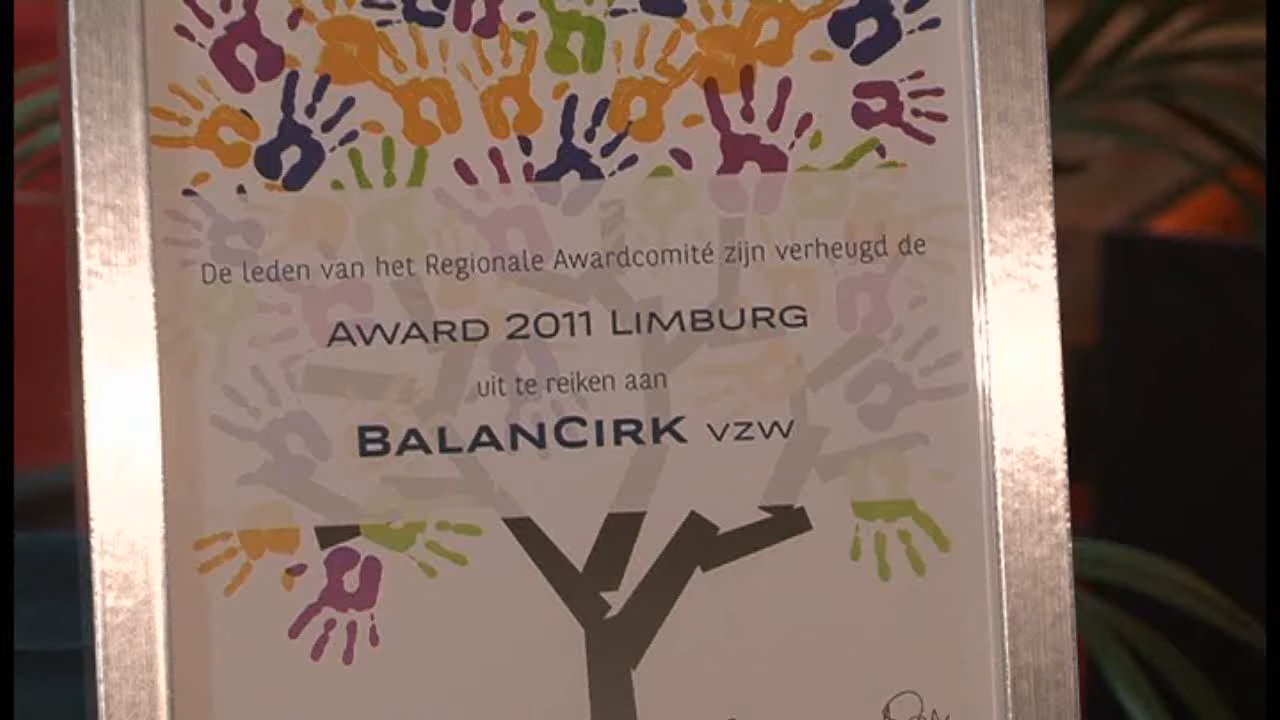 De leden van het Regionale Awardcomité zijn verheugd de
AWARD 2011 LIMBURG
uit te reiken aan
BALANCIRK VZW